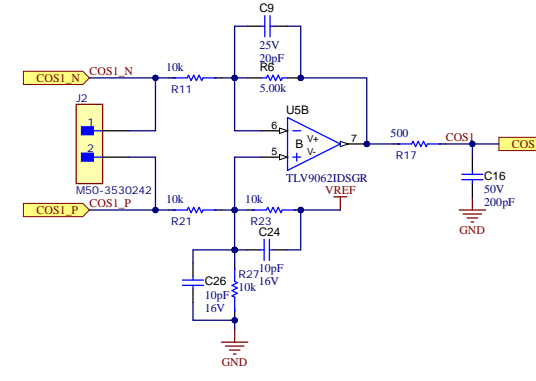 C9
25V
20pF
R6
5.00k
COS1_N
COS1_N
10k
R11
J2
1
2
M50-3530242
U5B
6
5
B
V+
V-
7
TLV9062IDSGR
500
R17
COS1
COS
C16
50V
200pF
GND
VREF
COS1_P
COS1_P
10k
R21
10k
R23
C24
10pF
16V
C26
10pF
16V
R27
10k
GND